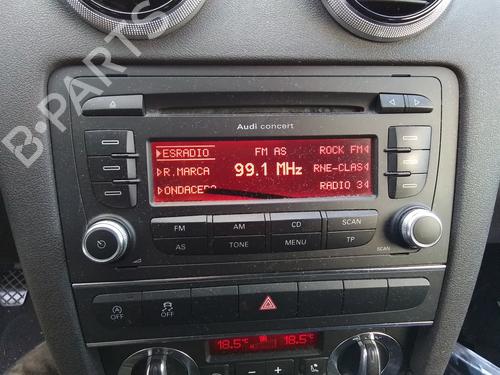 B-PARTS
Audi concert
ESRADIO FM AS ROCK FM
R.MARCA 99.1 MHz RNE-CLAS
ONDACERO RADIO 3
FM AM CD SCAN
AS TONE MENU TP
SCAN
OFF OFF
18.5°C 18.5°C